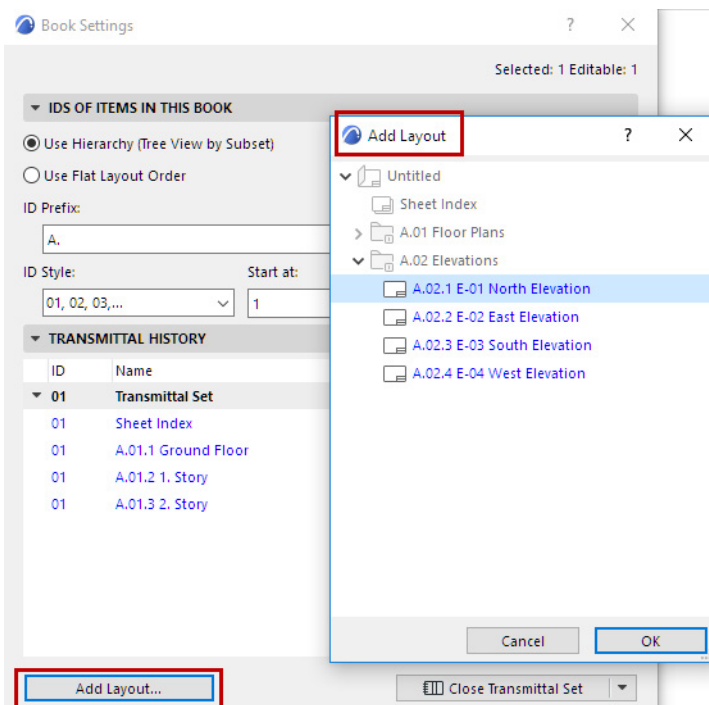 Book Settings
?
Selected: 1 Editable: 1
IDS OF ITEMS IN THIS BOOK
Use Hierarchy (Tree View by Subset)
Use Flat Layout Order
ID Prefix:
A.
ID Style:
Start at:
01, 02, 03,...
1
TRANSMITTAL HISTORY
ID
Name
01
Transmittal Set
01
Sheet Index
01
A.01.1 Ground Floor
01
A.01.2 1. Story
01
A.01.3 2. Story
Add Layout...
Close Transmittal Set
Add Layout
?
Untitled
Sheet Index
A.01 Floor Plans
A.02 Elevations
A.02.1 E-01 North Elevation
A.02.2 E-02 East Elevation
A.02.3 E-03 South Elevation
A.02.4 E-04 West Elevation
Cancel
OK